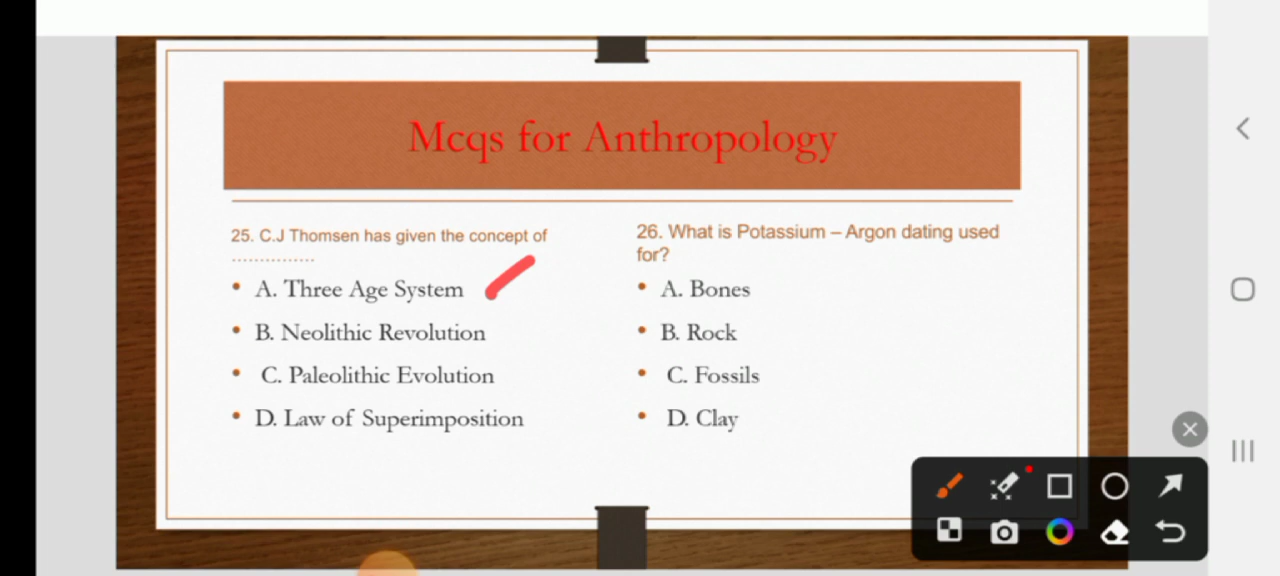 Mcqs for Anthropology
25. C.J Thomsen has given the concept of
...............
• A. Three Age System
• B. Neolithic Revolution
• C. Paleolithic Evolution
• D. Law of Superimposition
26. What is Potassium – Argon dating used
for?
• A. Bones
• B. Rock
• C. Fossils
• D. Clay